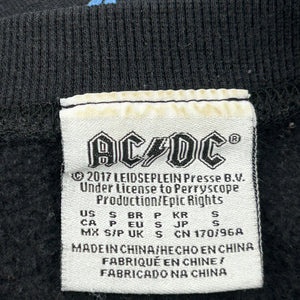 AC/DC®
© 2017 LEIDSEPLEIN Presse B.V.
Under License to Perryscope
Production/Epic Rights
US S BR P KR S
CA P EU S JP S
MX S/P UK S CN 170/96A
MADE IN CHINA/HECHO EN CHINA
FABRIQUÉ EN CHINE/
FABRICADO NA CHINA